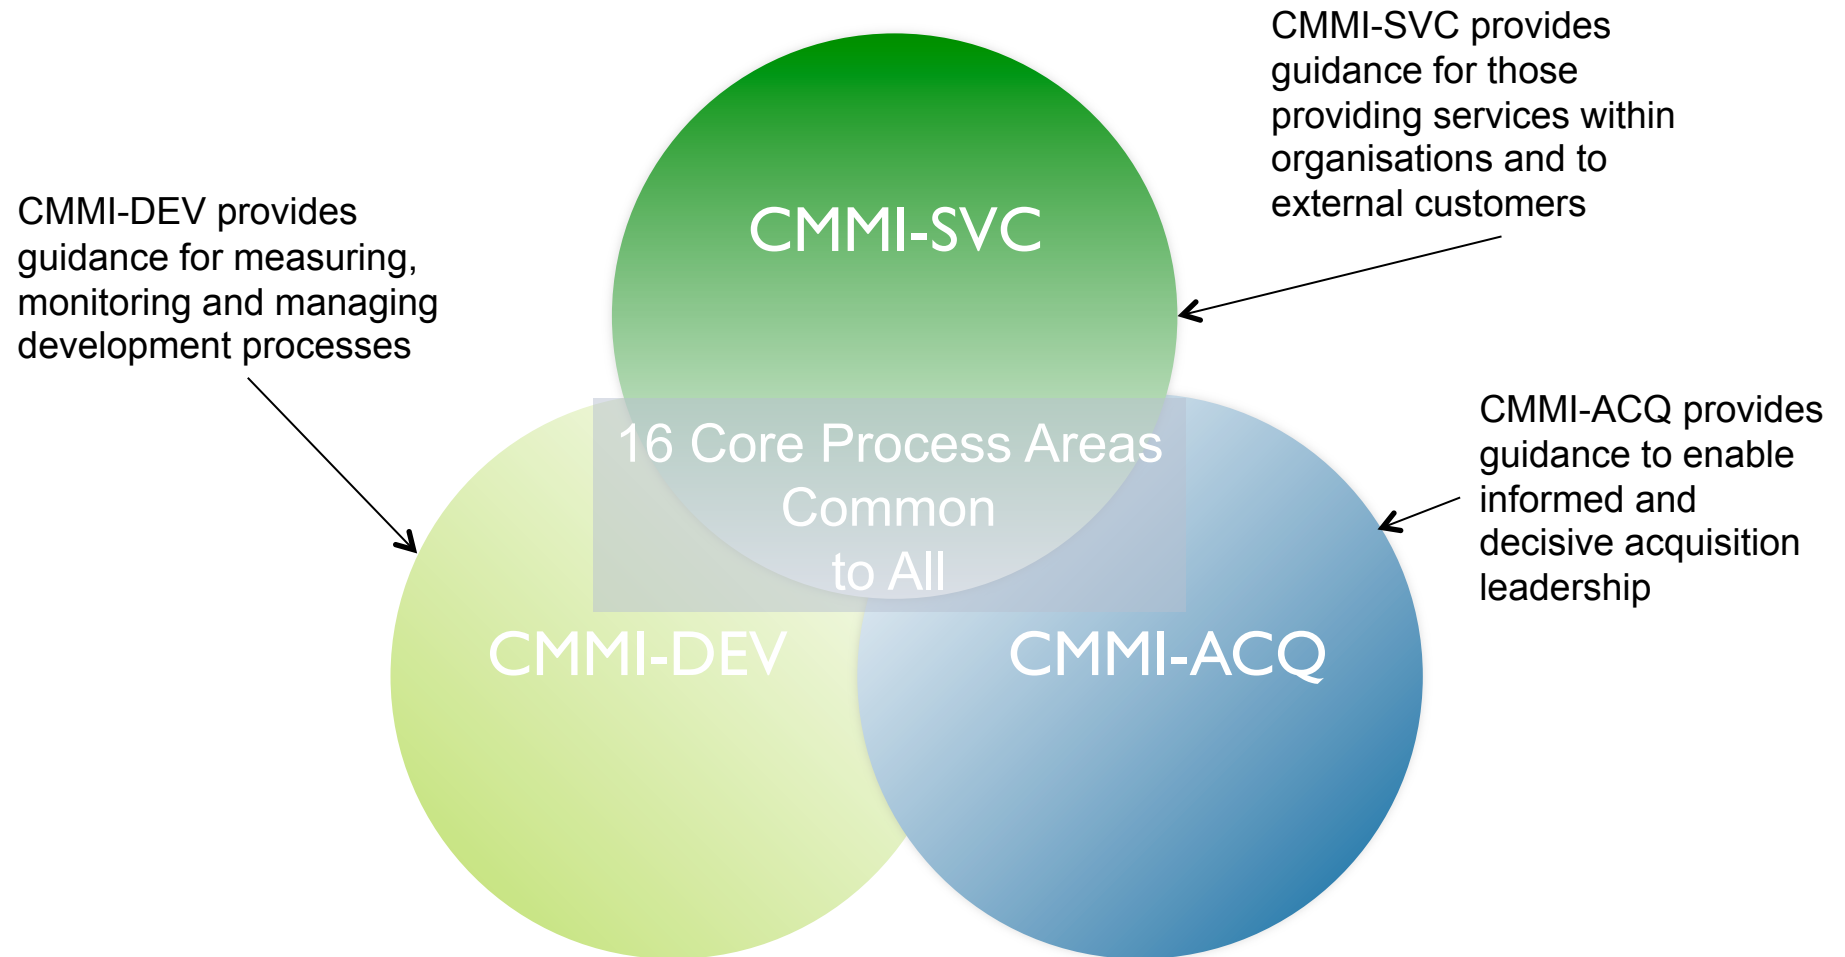 CMMI-SVC provides
guidance for those
providing services within
organisations and to
external customers
CMMI-DEV provides
guidance for measuring,
monitoring and managing
development processes
CMMI-SVC
CMMI-ACQ provides
guidance to enable
informed and
decisive acquisition
leadership
16 Core Process Areas
Common
to All
CMMI-DEV
CMMI-ACQ